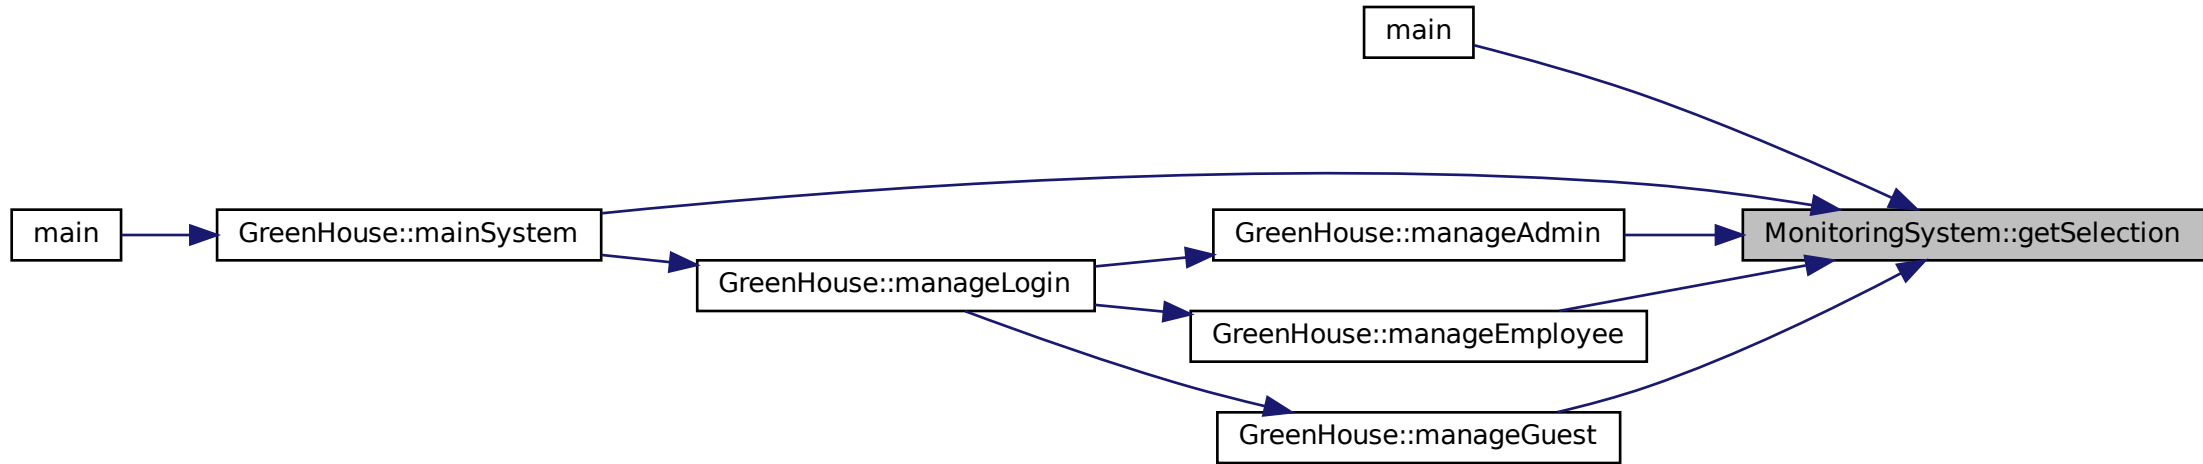 main
main
GreenHouse::mainSystem
GreenHouse::manageAdmin
MonitoringSystem::getSelection
GreenHouse::manageLogin
GreenHouse::manageEmployee
GreenHouse::manageGuest